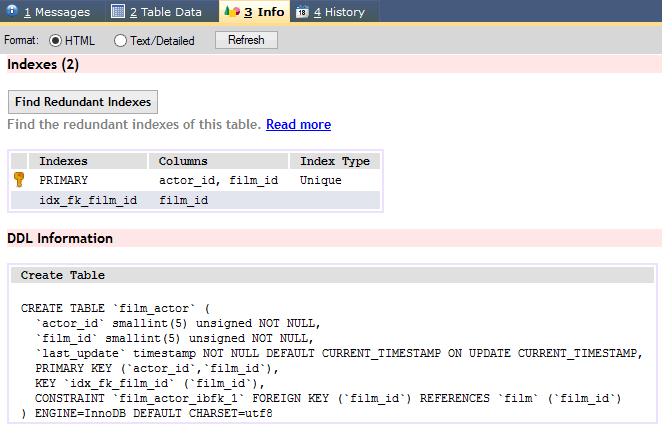 1 Messages 2 Table Data 3 Info 4 History
Format: HTML Text/Detailed Refresh
Indexes (2)
Find Redundant Indexes
Find the redundant indexes of this table. Read more
Indexes Columns Index Type
PRIMARY actor_id, film_id Unique
idx_fk_film_id film_id
DDL Information
Create Table
CREATE TABLE `film_actor` (
`actor_id` smallint(5) unsigned NOT NULL,
`film_id` smallint(5) unsigned NOT NULL,
`last_update` timestamp NOT NULL DEFAULT CURRENT_TIMESTAMP ON UPDATE CURRENT_TIMESTAMP,
PRIMARY KEY (`actor_id`,`film_id`),
KEY `idx_fk_film_id` (`film_id`),
CONSTRAINT `film_actor_ibfk_1` FOREIGN KEY (`film_id`) REFERENCES `film` (`film_id`)
) ENGINE=InnoDB DEFAULT CHARSET=utf8